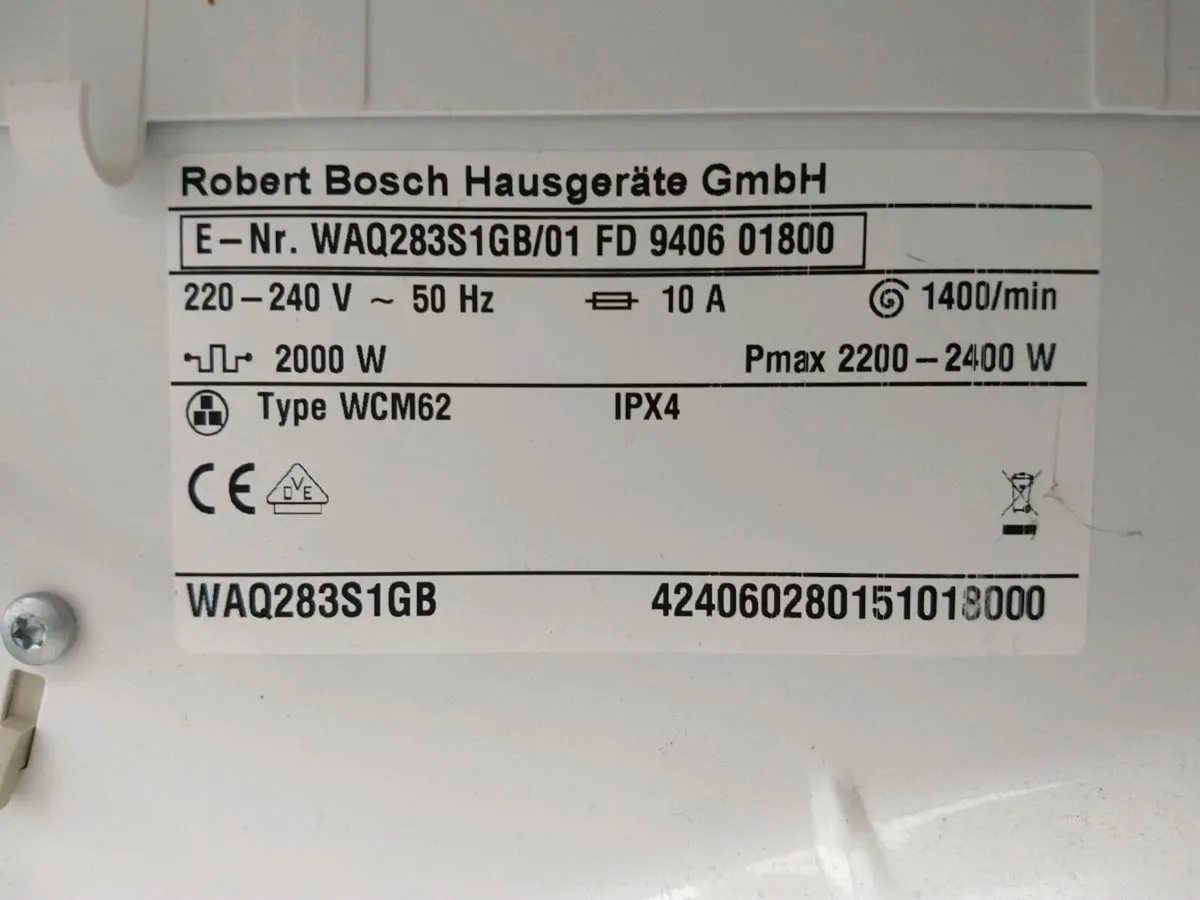 Robert Bosch Hausgeräte GmbH
E-Nr. WAQ283S1GB/01 FD 9406 01800
220-240 V ~ 50 Hz 10 A 1400/min
2000 W Pmax 2200-2400 W
Type WCM62 IPX4
CE DVE
WAQ283S1GB 424060280151018000